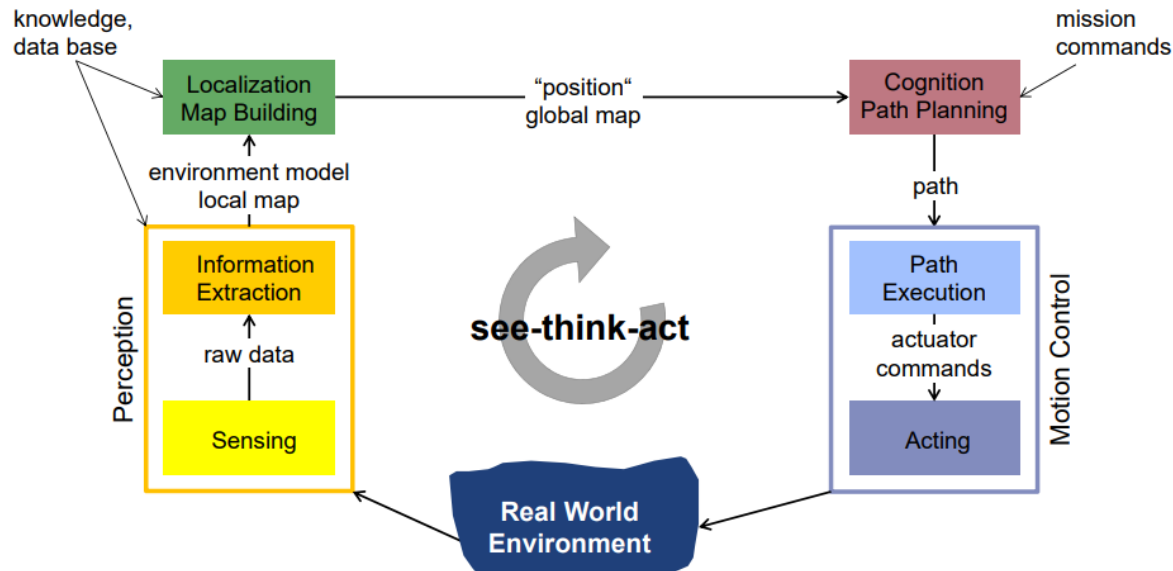 knowledge,
data base
mission
commands
Localization
Map Building
“position“
global map
Cognition
Path Planning
environment model
local map
path
Perception
Information
Extraction
raw data
Sensing
see-think-act
Path
Execution
actuator
commands
Acting
Motion Control
Real World
Environment